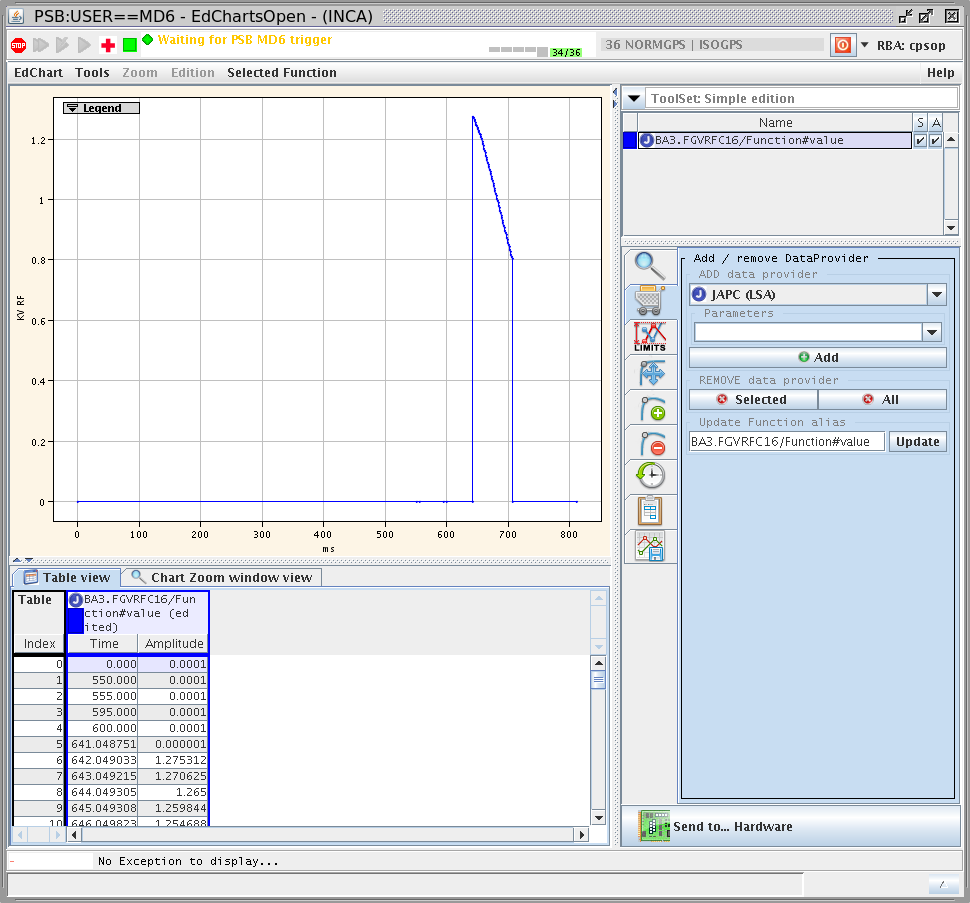 PSB:USER==MD6 - EdChartsOpen - (INCA)
STOP
Waiting for PSB MD6 trigger
34/36
36 NORMGPS | ISOGPS
RBA: cpsop
EdChart Tools Zoom Edition Selected Function Help
Legend
1.2
1
0.8
0.6
0.4
0.2
0
KV RF
0 100 200 300 400 500 600 700 800
ms
ToolSet: Simple edition
Name S A
J BA3.FGVRFC16/Function#value
LIMITS
Add / remove DataProvider
ADD data provider
J JAPC (LSA)
Parameters
Add
REMOVE data provider
Selected All
Update Function alias
BA3.FGVRFC16/Function#value Update
Send to... Hardware
Table view Chart Zoom window view
Table
J BA3.FGVRFC16/Fun
ction#value (ed
ited)
Index Time Amplitude
0 0.000 0.0001
1 550.000 0.0001
2 555.000 0.0001
3 595.000 0.0001
4 600.000 0.0001
5 641.048751 0.000001
6 642.049033 1.275312
7 643.049215 1.270625
8 644.049305 1.265
9 645.049308 1.259844
10 646.049823 1.254688
- No Exception to display...